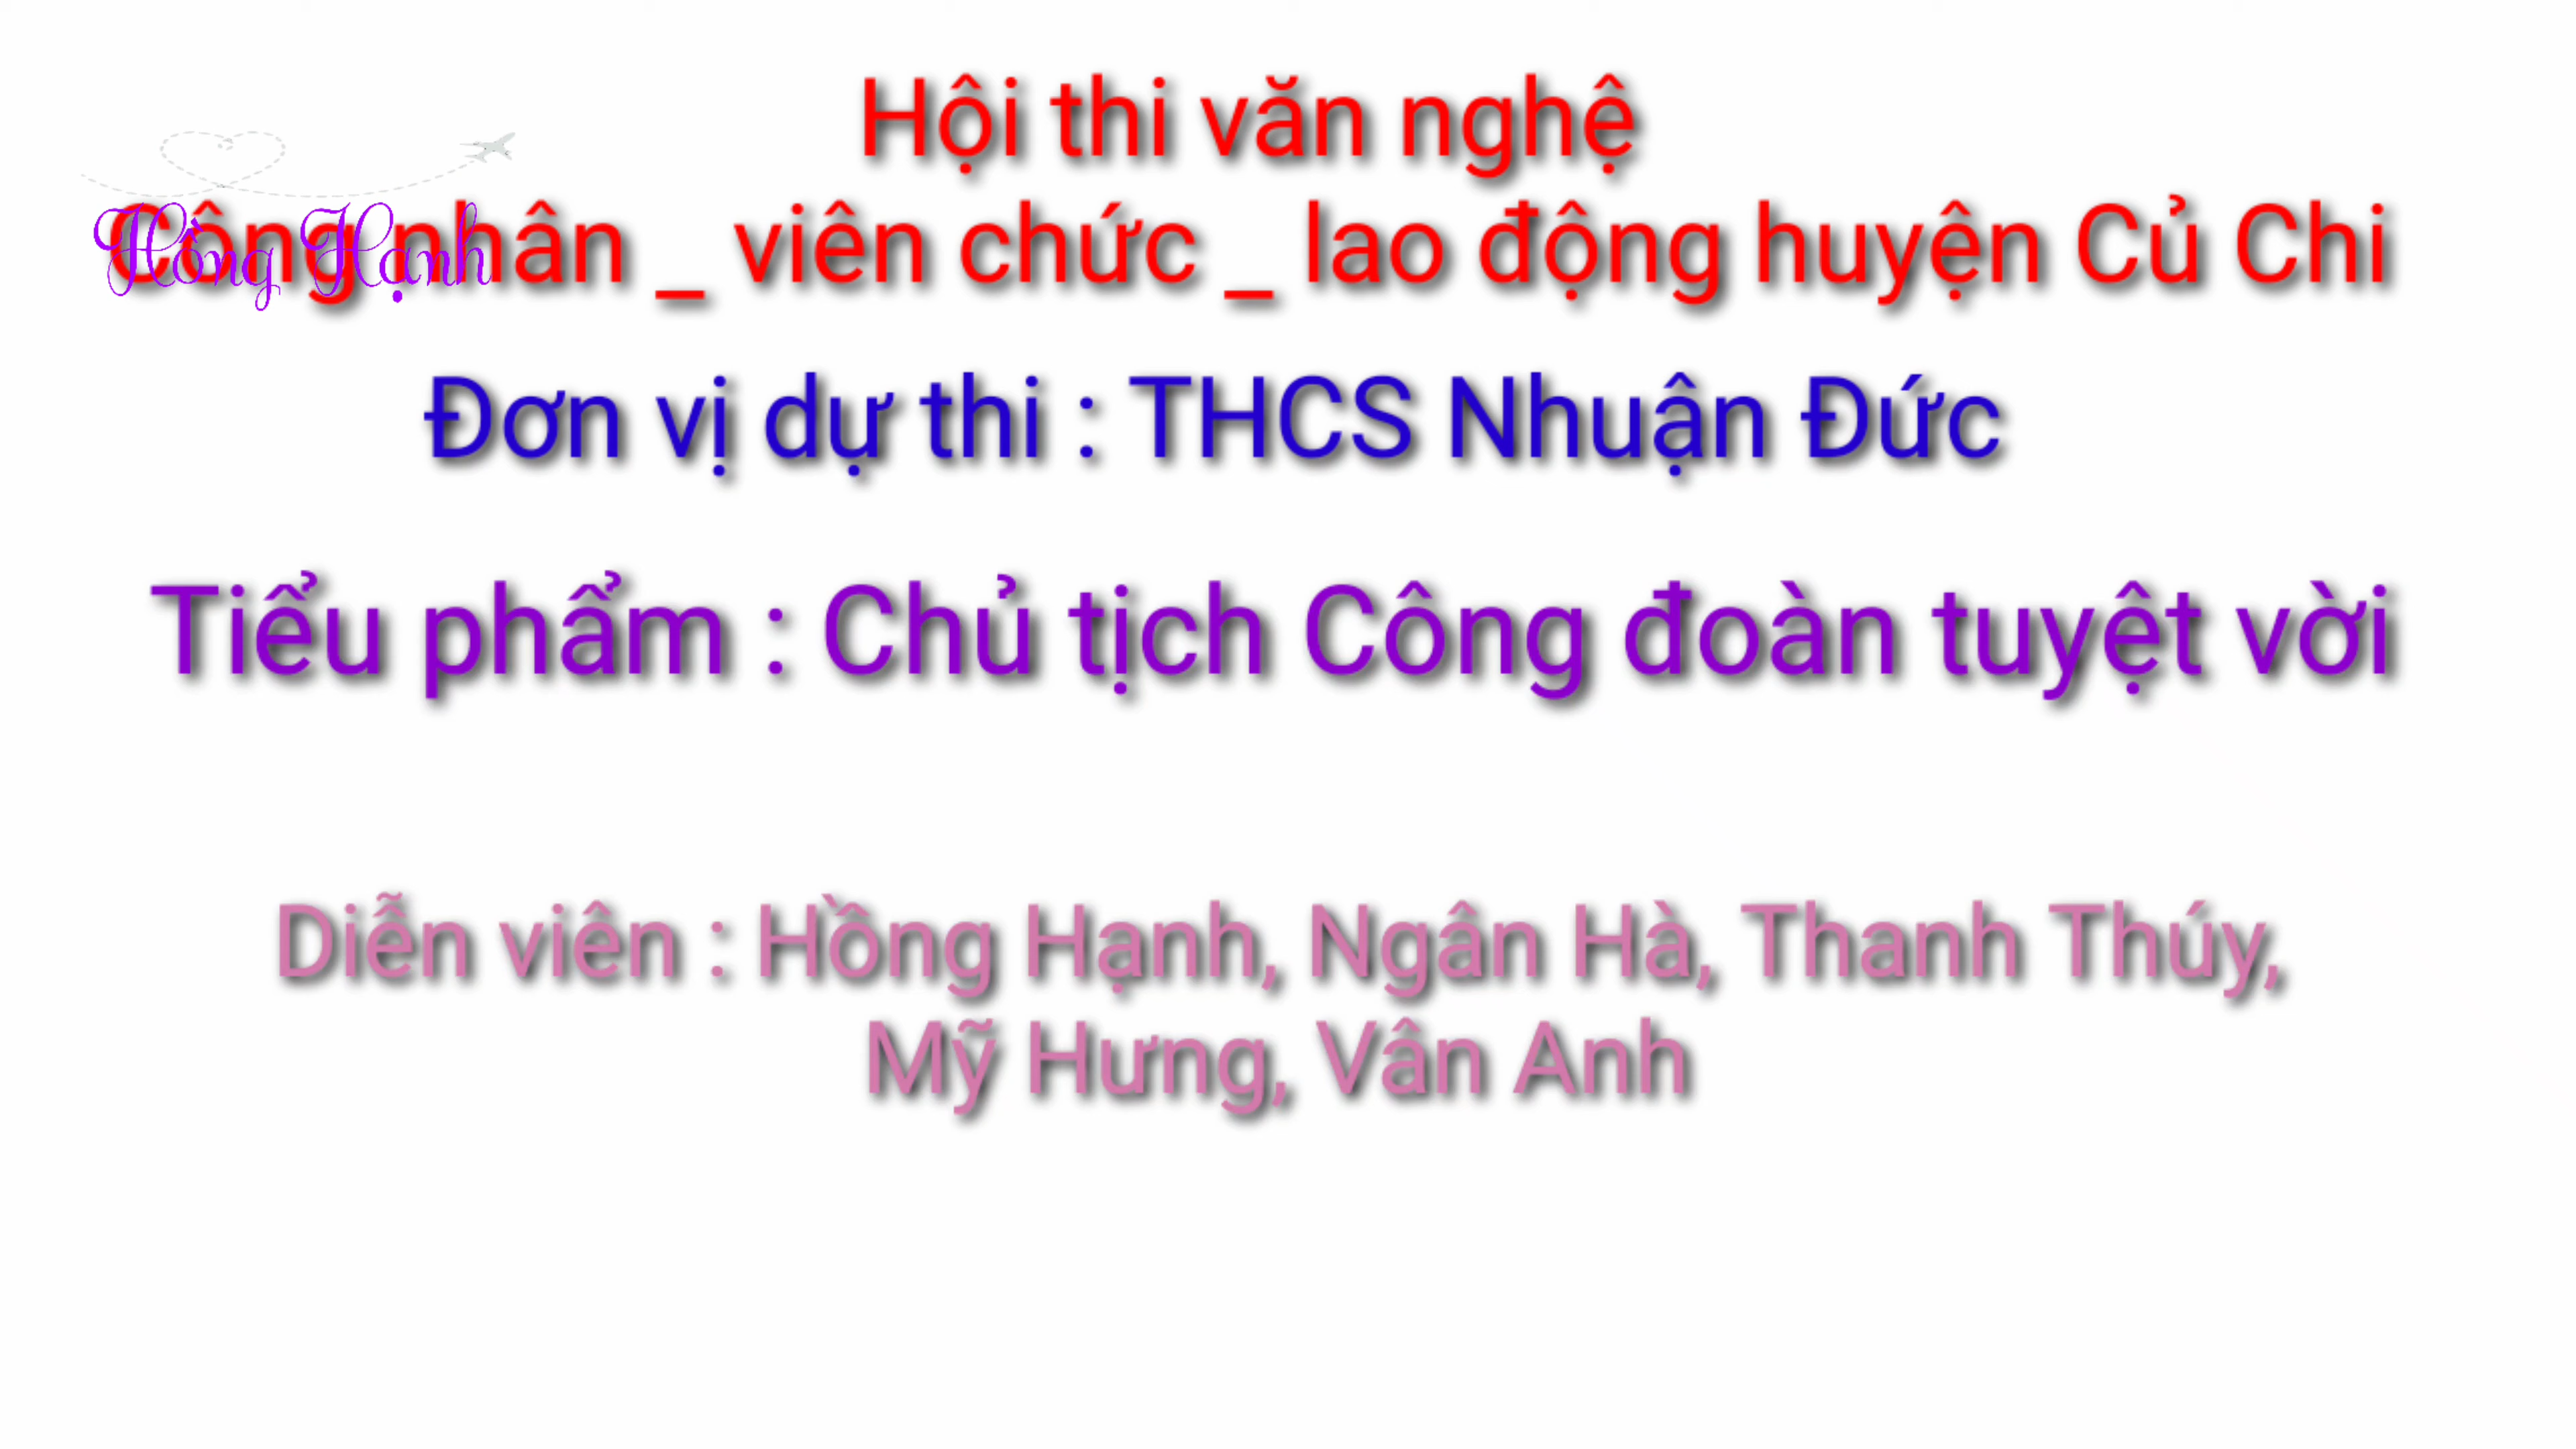 Hội thi văn nghệ
Công nhân _ viên chức _ lao động huyện Củ Chi
Hồng Hạnh
Đơn vị dự thi : THCS Nhuận Đức
Tiểu phẩm : Chủ tịch Công đoàn tuyệt vời
Diễn viên : Hồng Hạnh, Ngân Hà, Thanh Thúy,
Mỹ Hưng, Vân Anh